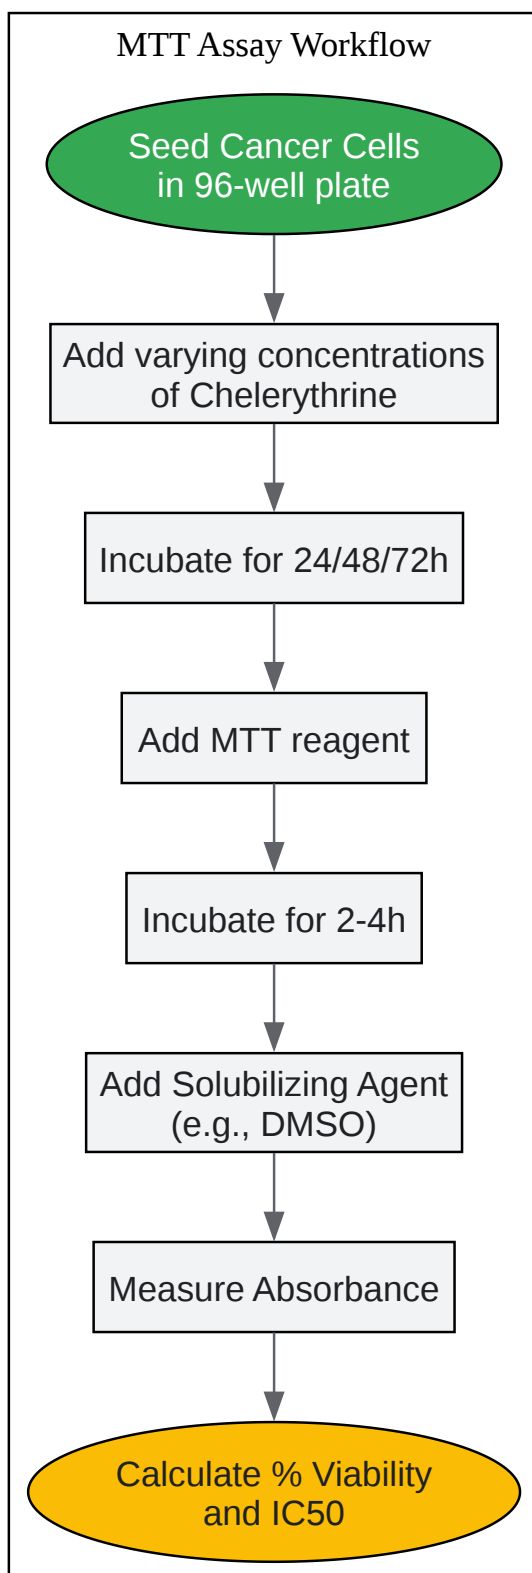 MTT Assay Workflow
Seed Cancer Cells
in 96-well plate
Add varying concentrations
of Chelerythrine
Incubate for 24/48/72h
Add MTT reagent
Incubate for 2-4h
Add Solubilizing Agent
(e.g., DMSO)
Measure Absorbance
Calculate % Viability
and IC50